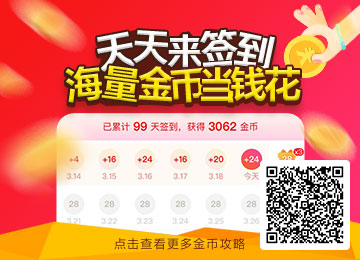 天天来签到
海量金币当钱花
已累计 99 天签到，获得 3062 金币
+4 +16 +24 +16 +20 +24 28
3.14 3.15 3.16 3.17 3.18 今天
28 28 28 28 28
3.21 3.22 3.23 3.24 3.25 3.26
点击查看更多金币攻略